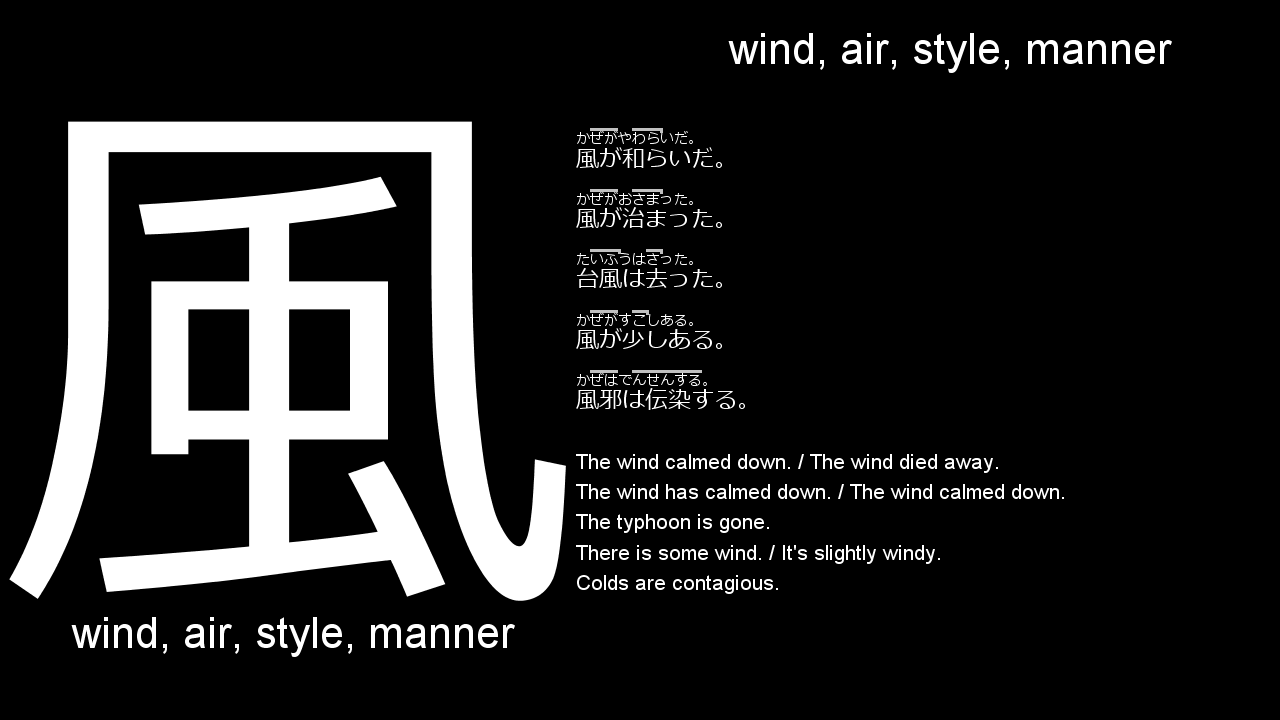 wind, air, style, manner
風
wind, air, style, manner
かぜがやわらいだ。
風が和らいだ。
かぜがおさまった。
風が治まった。
たいふうはさった。
台風は去った。
かぜがすこしある。
風が少しある。
かぜはでんせんする。
風邪は伝染する。
The wind calmed down. / The wind died away.
The wind has calmed down. / The wind calmed down.
The typhoon is gone.
There is some wind. / It's slightly windy.
Colds are contagious.